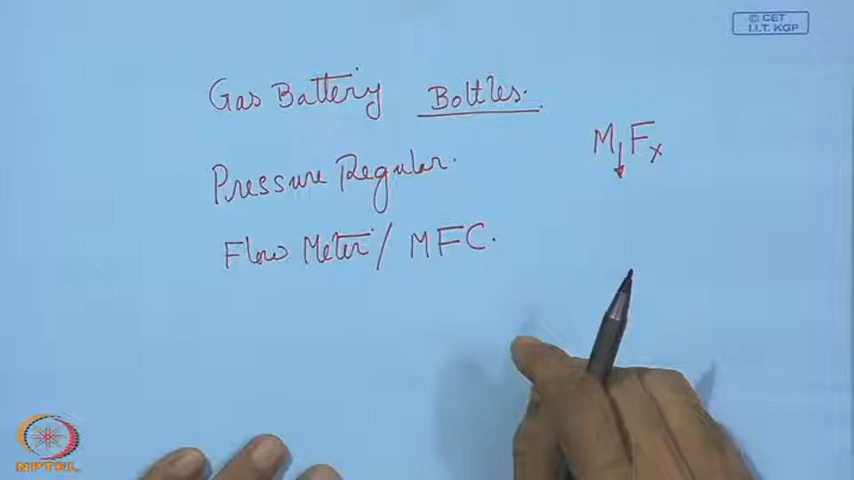 © CET
I.I.T. KGP
Gas Battery Bottles.
MFx
Pressure Regular.
Flow Meter / MFC.
NPTEL